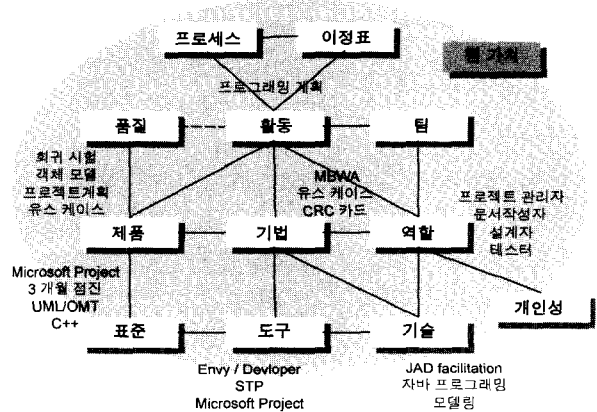 프로세스
이정표
팀 가치
프로그래밍 계획
품질
활동
팀
회귀 시험
객체 모델
프로젝트계획
유스 케이스
MBWA
유스 케이스
CRC 카드
프로젝트 관리자
문서작성자
설계자
테스터
제품
기법
역할
Microsoft Project
3 개월 점진
UML/OMT
C++
개인성
표준
도구
기술
Envy / Devloper
STP
Microsoft Project
JAD facilitation
자바 프로그래밍
모델링